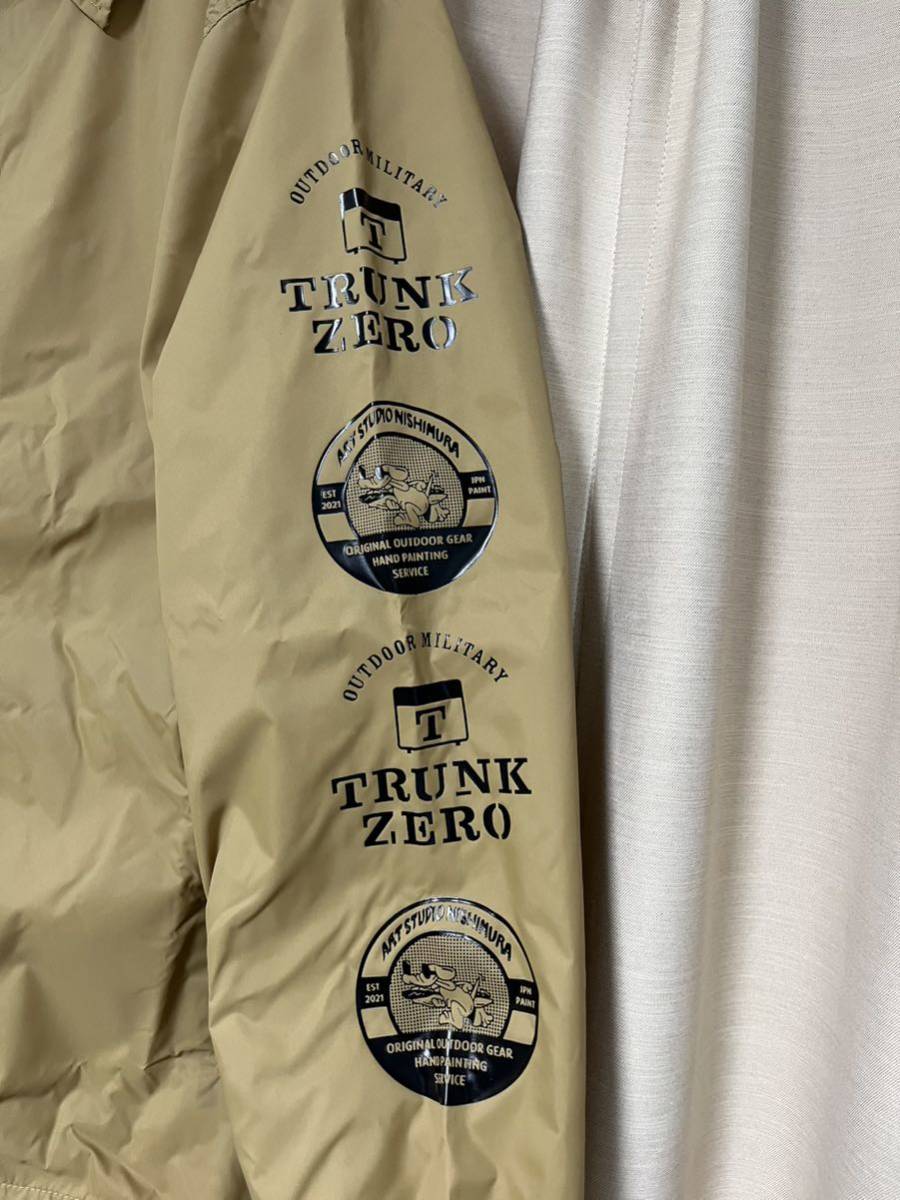 OUTDOOR MILITARY
T
TRUNK
ZERO
ART STUDIO NISHIMURA
EST
2021
JPN
PAINT
ORIGINAL OUTDOOR GEAR
HAND PAINTING
SERVICE
OUTDOOR MILITARY
T
TRUNK
ZERO
ART STUDIO NISHIMURA
EST
2021
JPN
PAINT
ORIGINAL OUTDOOR GEAR
HAND PAINTING
SERVICE